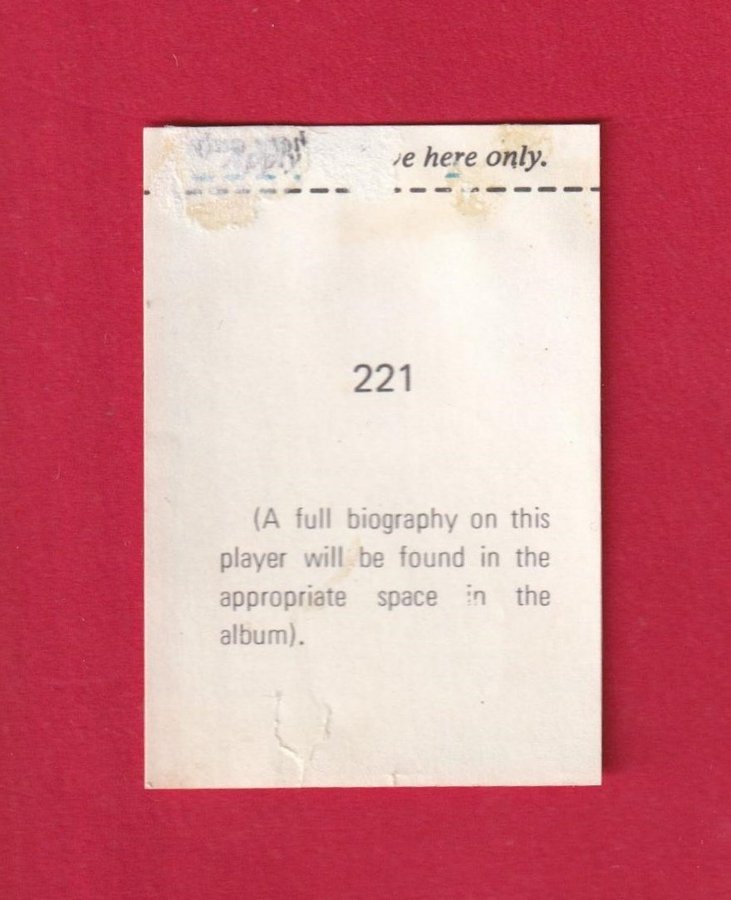 here only.
221
(A full biography on this
player will be found in the
appropriate space in the
album).